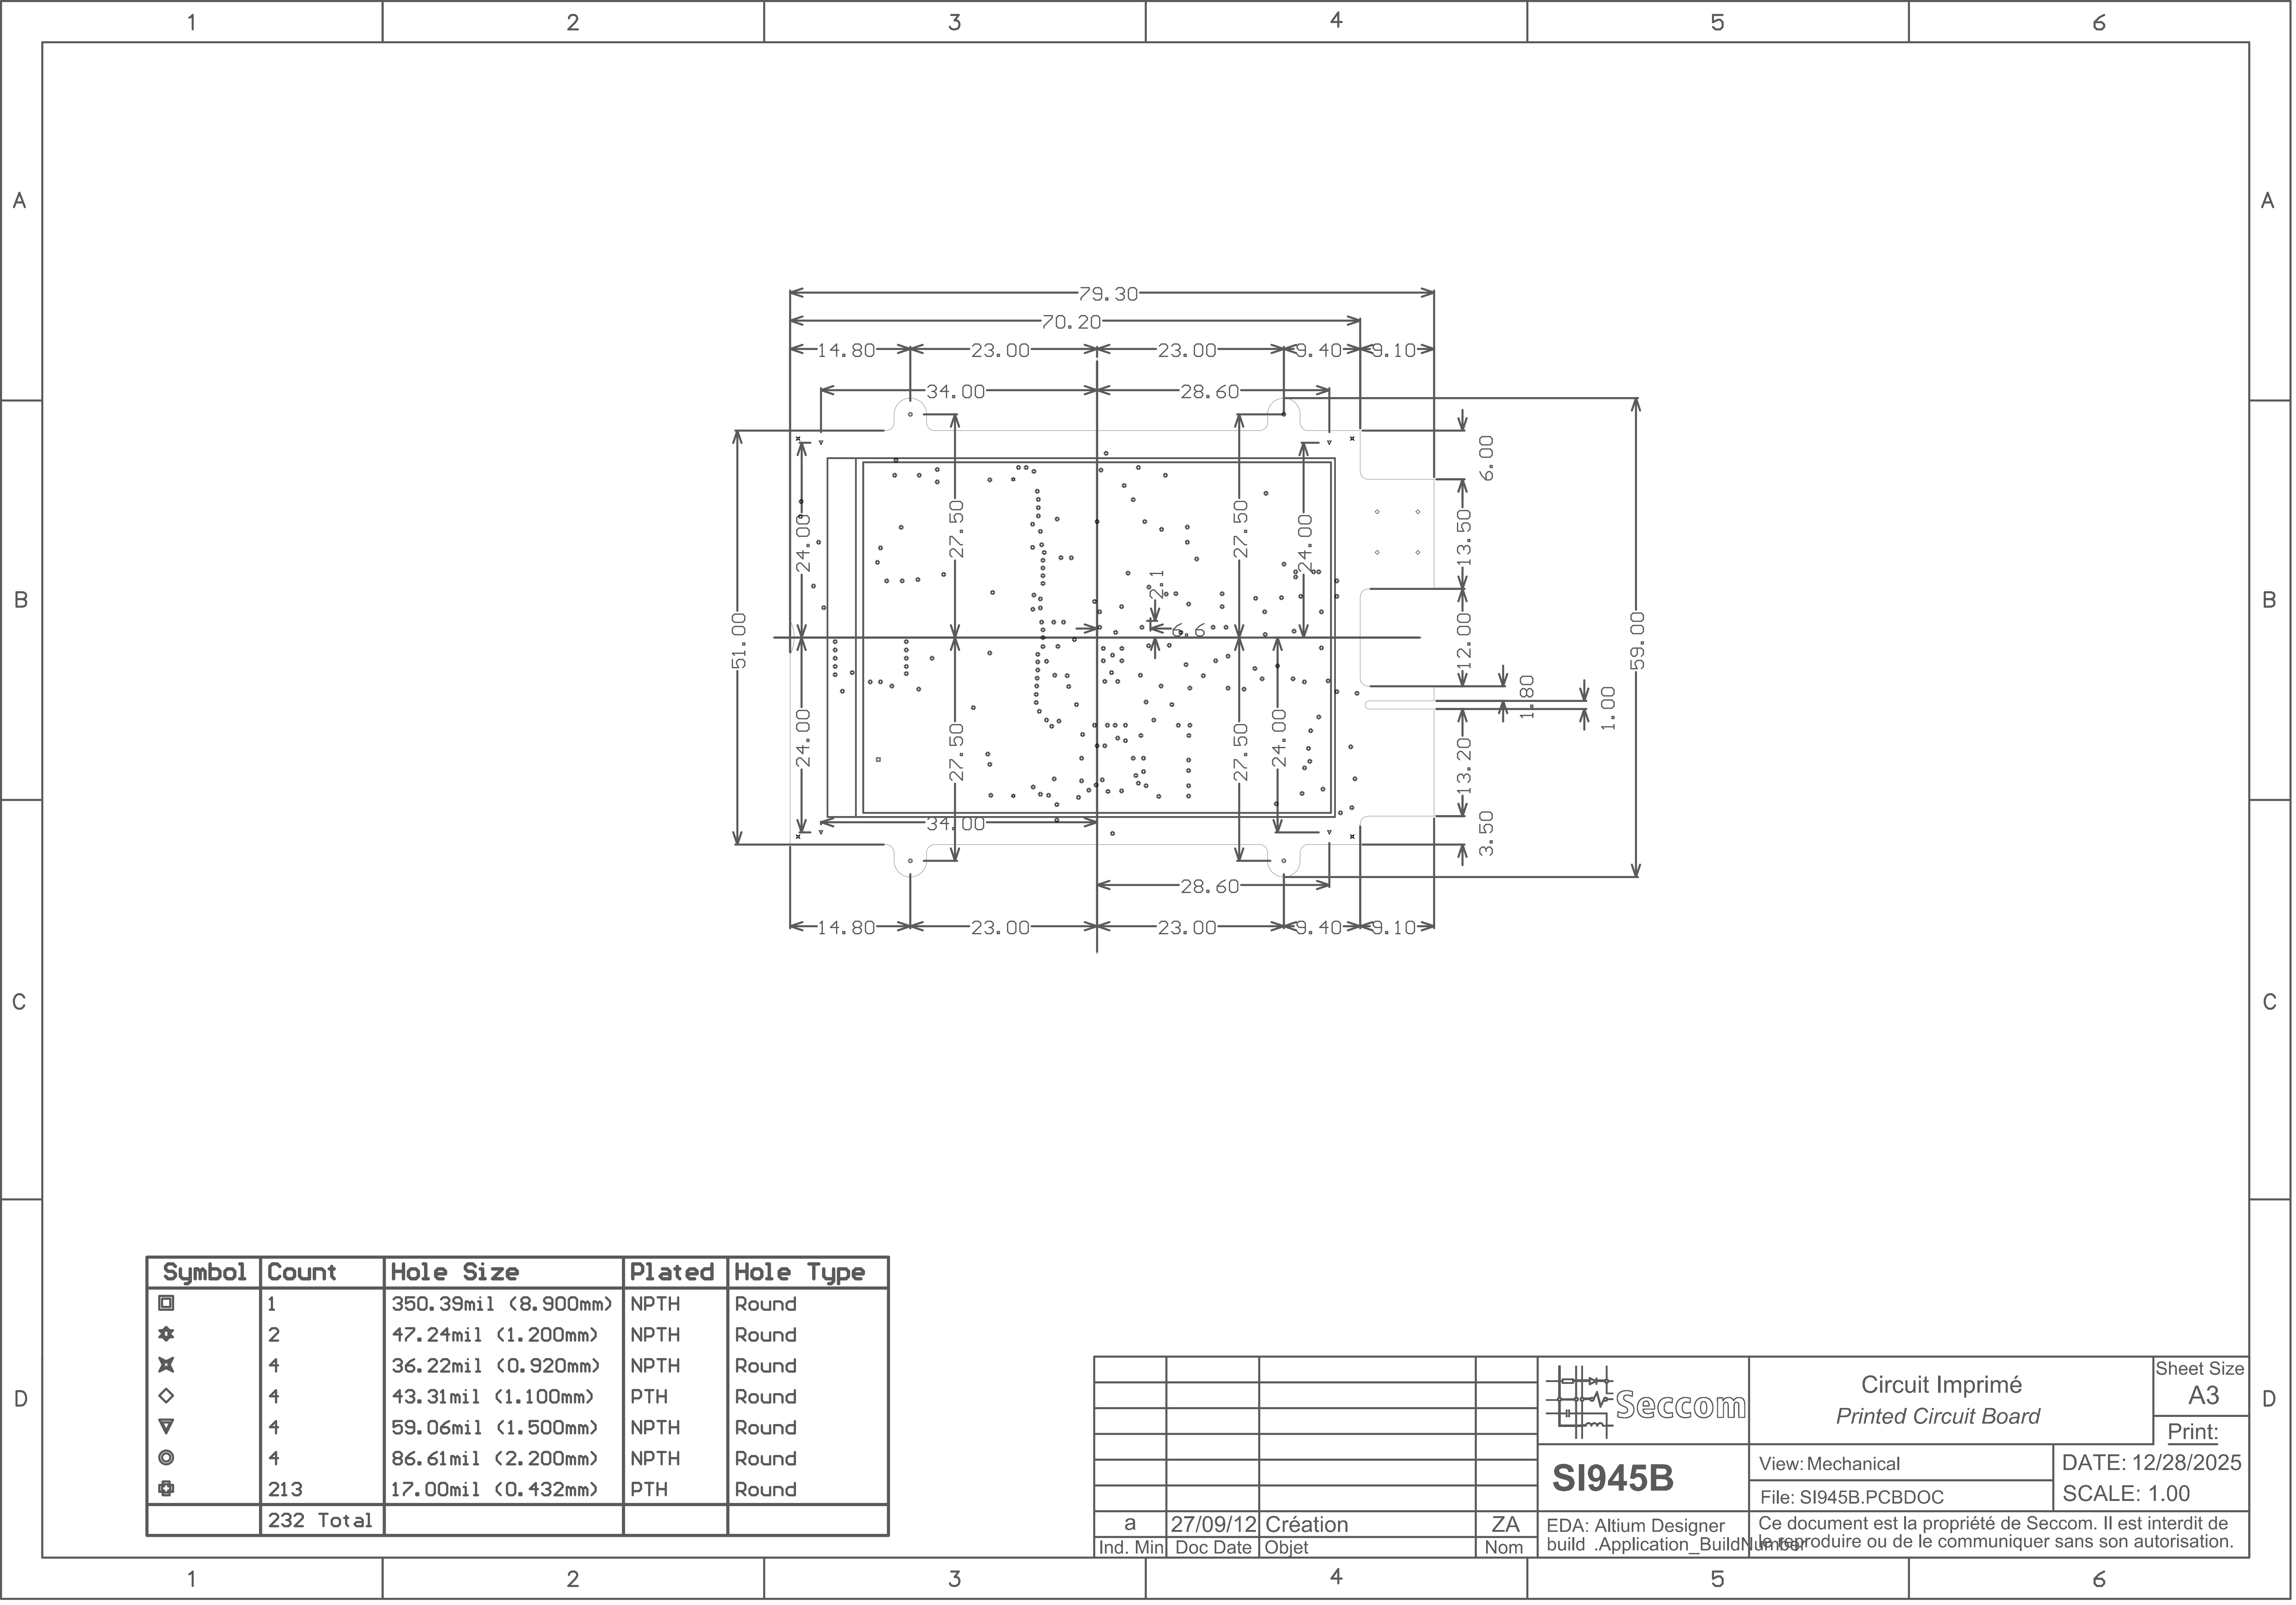 1 2 3 4 5 6
A A
B B
C C
D D
79.30
70.20
14.80 23.00 23.00 9.40 9.10
34.00 28.60
6.00
24.00 27.50 27.50 24.00 13.50
2.1
6.6
51.00 12.00 59.00
1.80 1.00
24.00 27.50 27.50 24.00 13.20
34.00 3.50
28.60
14.80 23.00 23.00 9.40 9.10
Symbol Count Hole Size Plated Hole Type
1 350.39mil (8.900mm) NPTH Round
2 47.24mil (1.200mm) NPTH Round
4 36.22mil (0.920mm) NPTH Round
4 43.31mil (1.100mm) PTH Round
4 59.06mil (1.500mm) NPTH Round
4 86.61mil (2.200mm) NPTH Round
213 17.00mil (0.432mm) PTH Round
232 Total
Seccom
Circuit Imprimé
Printed Circuit Board
Sheet Size
A3
Print:
SI945B
View: Mechanical
File: SI945B.PCBDOC
DATE: 12/28/2025
SCALE: 1.00
a 27/09/12 Création ZA
Ind. Min Doc Date Objet Nom
EDA: Altium Designer
build .Application_BuildNumber
Ce document est la propriété de Seccom. Il est interdit de
le reproduire ou de le communiquer sans son autorisation.
1 2 3 4 5 6